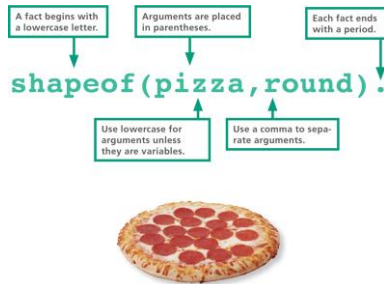 A fact begins with
a lowercase letter.
Arguments are placed
in parentheses.
Each fact ends
with a period.
shapeof(pizza,round).
Use lowercase for
arguments unless
they are variables.
Use a comma to sepa-
rate arguments.